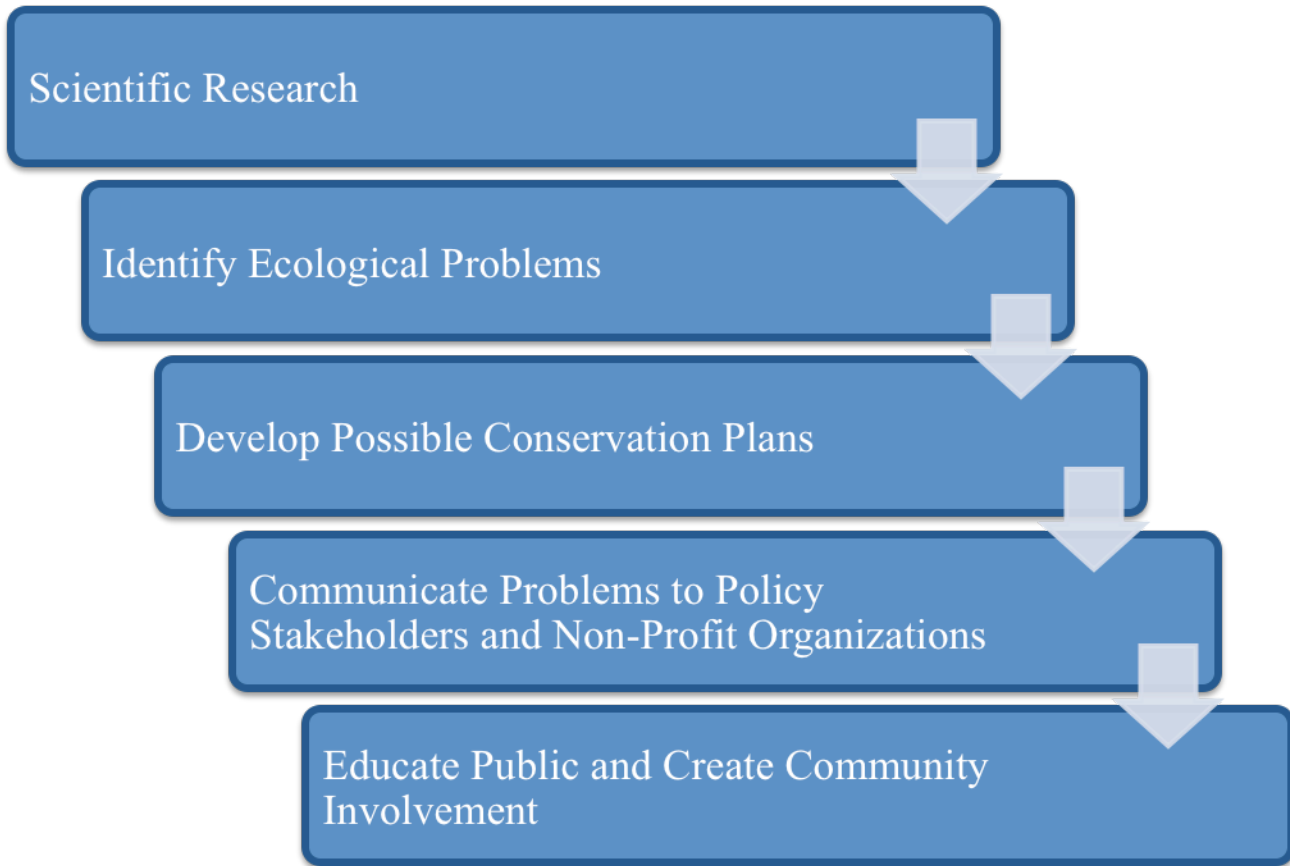 Scientific Research
Identify Ecological Problems
Develop Possible Conservation Plans
Communicate Problems to Policy
Stakeholders and Non-Profit Organizations
Educate Public and Create Community
Involvement